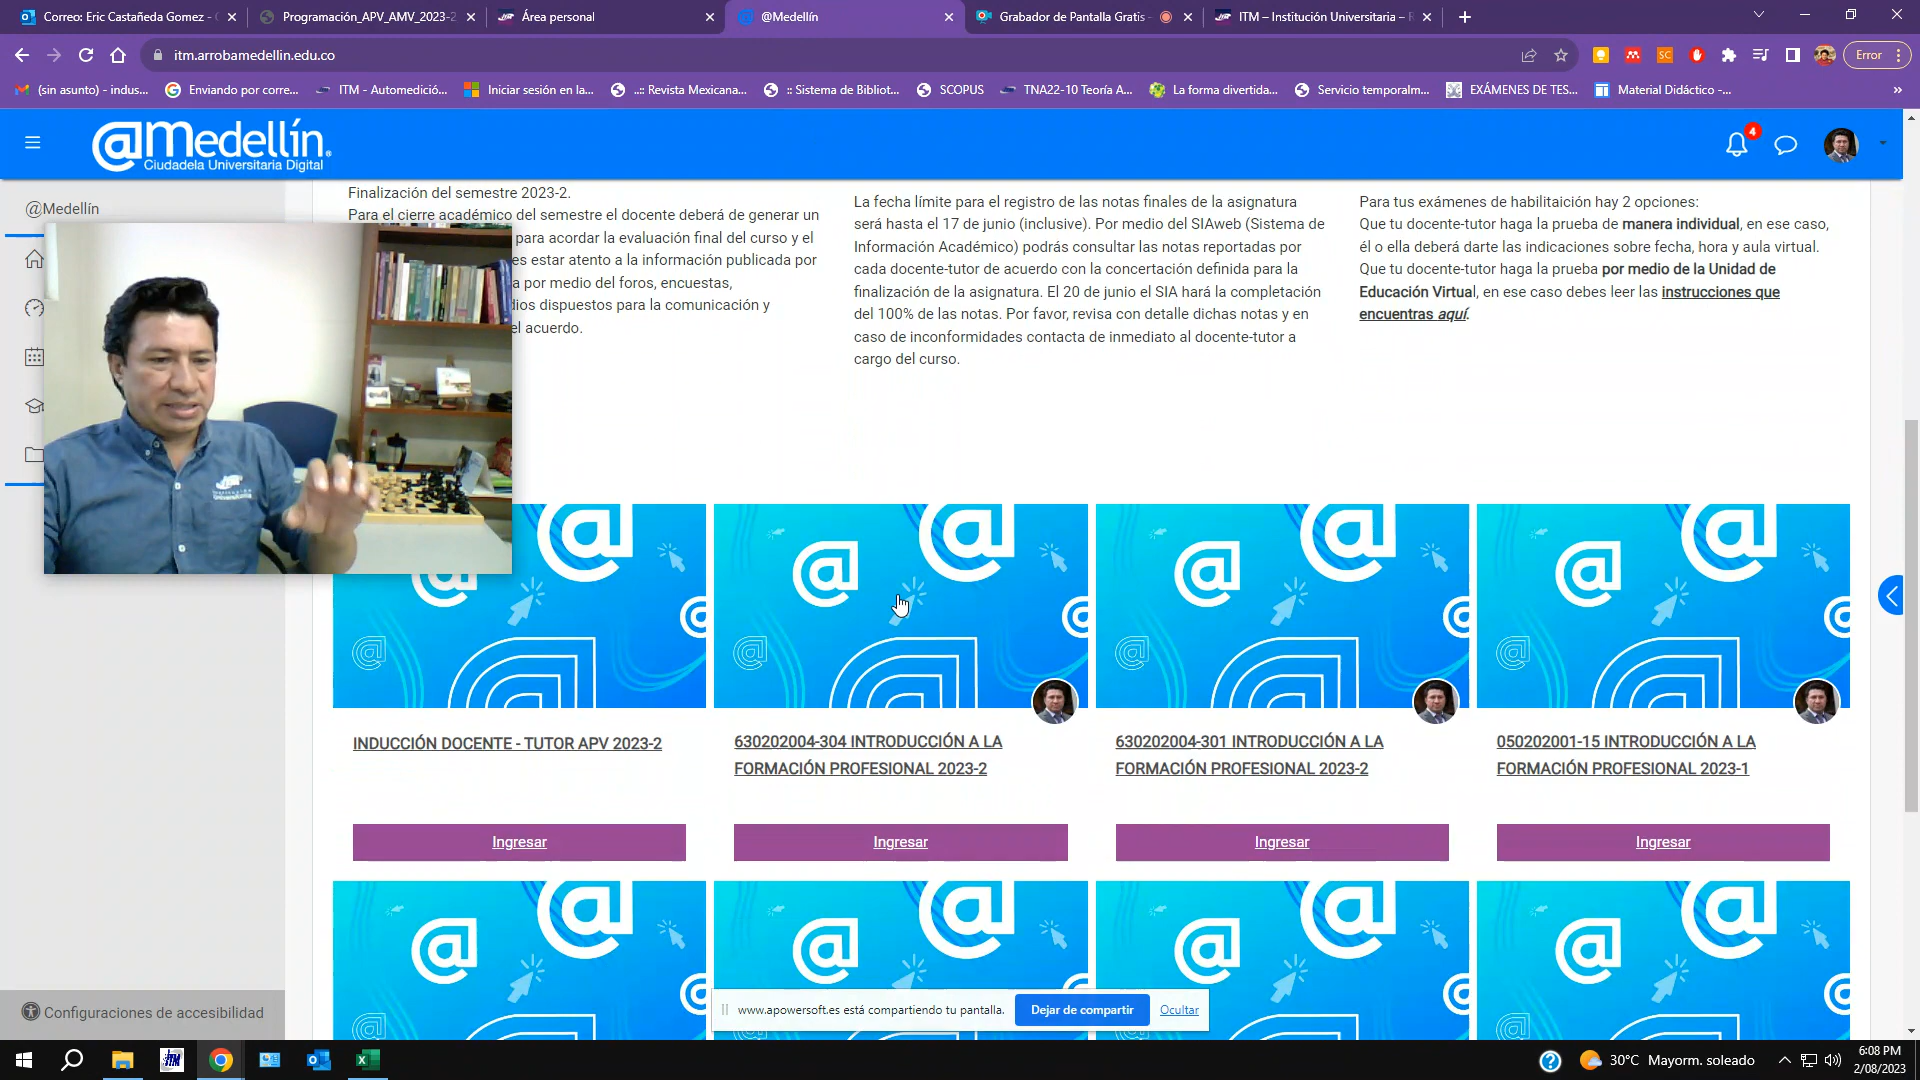 Correo: Eric Castañeda Gomez -
Programación_APV_AMV_2023-2
Área personal
@Medellín
Grabador de Pantalla Gratis -
ITM – Institución Universitaria – R
itm.arrobamedellin.edu.co
Error
(sin asunto) - indus...
Enviando por corre...
ITM - Automedició...
Iniciar sesión en la...
..:: Revista Mexicana...
:: Sistema de Bibliot...
SCOPUS
TNA22-10 Teoría A...
La forma divertida...
Servicio temporalm...
EXÁMENES DE TES...
Material Didáctico -...
»
@Medellín®
Ciudadela Universitaria Digital
4
@Medellín
Finalización del semestre 2023-2.
Para el cierre académico del semestre el docente deberá de generar un
para acordar la evaluación final del curso y el
es estar atento a la información publicada por
a por medio del foros, encuestas,
dios dispuestos para la comunicación y
el acuerdo.
La fecha límite para el registro de las notas finales de la asignatura
será hasta el 17 de junio (inclusive). Por medio del SIAweb (Sistema de
Información Académico) podrás consultar las notas reportadas por
cada docente-tutor de acuerdo con la concertación definida para la
finalización de la asignatura. El 20 de junio el SIA hará la completación
del 100% de las notas. Por favor, revisa con detalle dichas notas y en
caso de inconformidades contacta de inmediato al docente-tutor a
cargo del curso.
Para tus exámenes de habilitaición hay 2 opciones:
Que tu docente-tutor haga la prueba de manera individual, en ese caso,
él o ella deberá darte las indicaciones sobre fecha, hora y aula virtual.
Que tu docente-tutor haga la prueba por medio de la Unidad de
Educación Virtual, en ese caso debes leer las instrucciones que
encuentras aquí.
INDUCCIÓN DOCENTE - TUTOR APV 2023-2
Ingresar
630202004-304 INTRODUCCIÓN A LA
FORMACIÓN PROFESIONAL 2023-2
Ingresar
630202004-301 INTRODUCCIÓN A LA
FORMACIÓN PROFESIONAL 2023-2
Ingresar
050202001-15 INTRODUCCIÓN A LA
FORMACIÓN PROFESIONAL 2023-1
Ingresar
Configuraciones de accesibilidad
www.apowersoft.es está compartiendo tu pantalla.
Dejar de compartir
Ocultar
30°C Mayorm. soleado
6:08 PM
2/08/2023